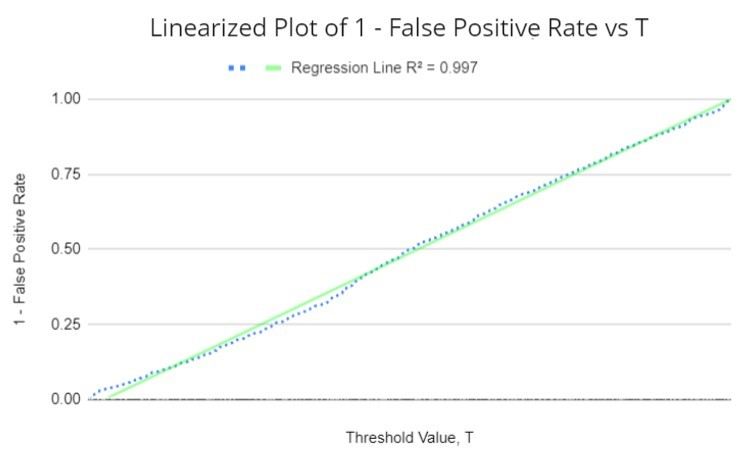 Linearized Plot of 1 - False Positive Rate vs T
Regression Line R² = 0.997
1.00
0.75
0.50
0.25
0.00
1 - False Positive Rate
Threshold Value, T